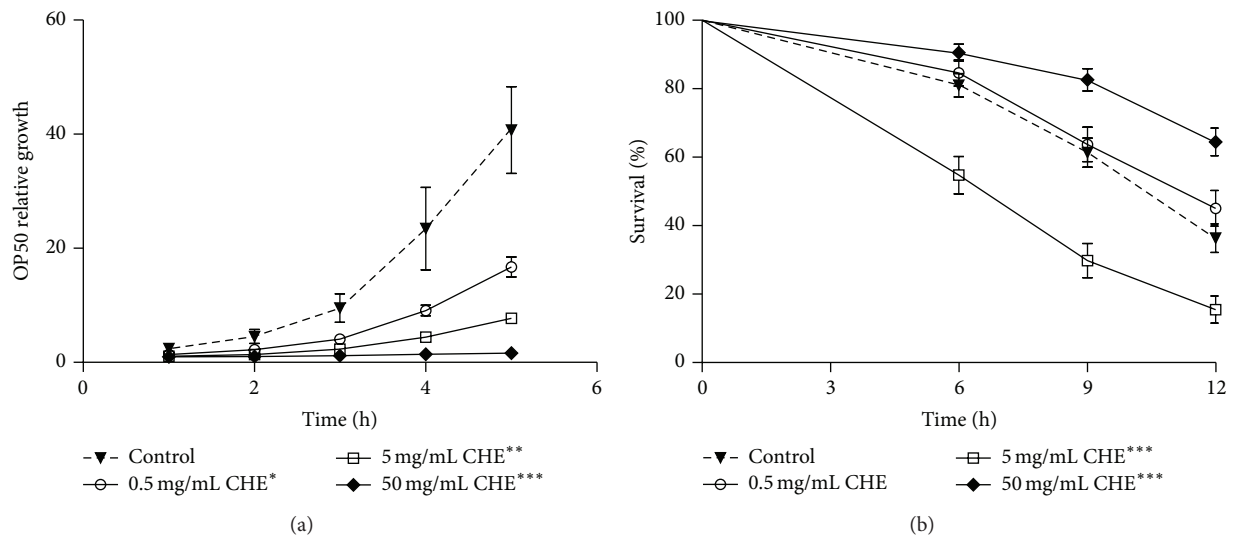 60
40
20
0
OP50 relative growth
0 2 4 6
Time (h)
Control
0.5 mg/mL CHE*
5 mg/mL CHE**
50 mg/mL CHE***
(a)
100
80
60
40
20
0
Survival (%)
0 3 6 9 12
Time (h)
Control
0.5 mg/mL CHE
5 mg/mL CHE***
50 mg/mL CHE***
(b)